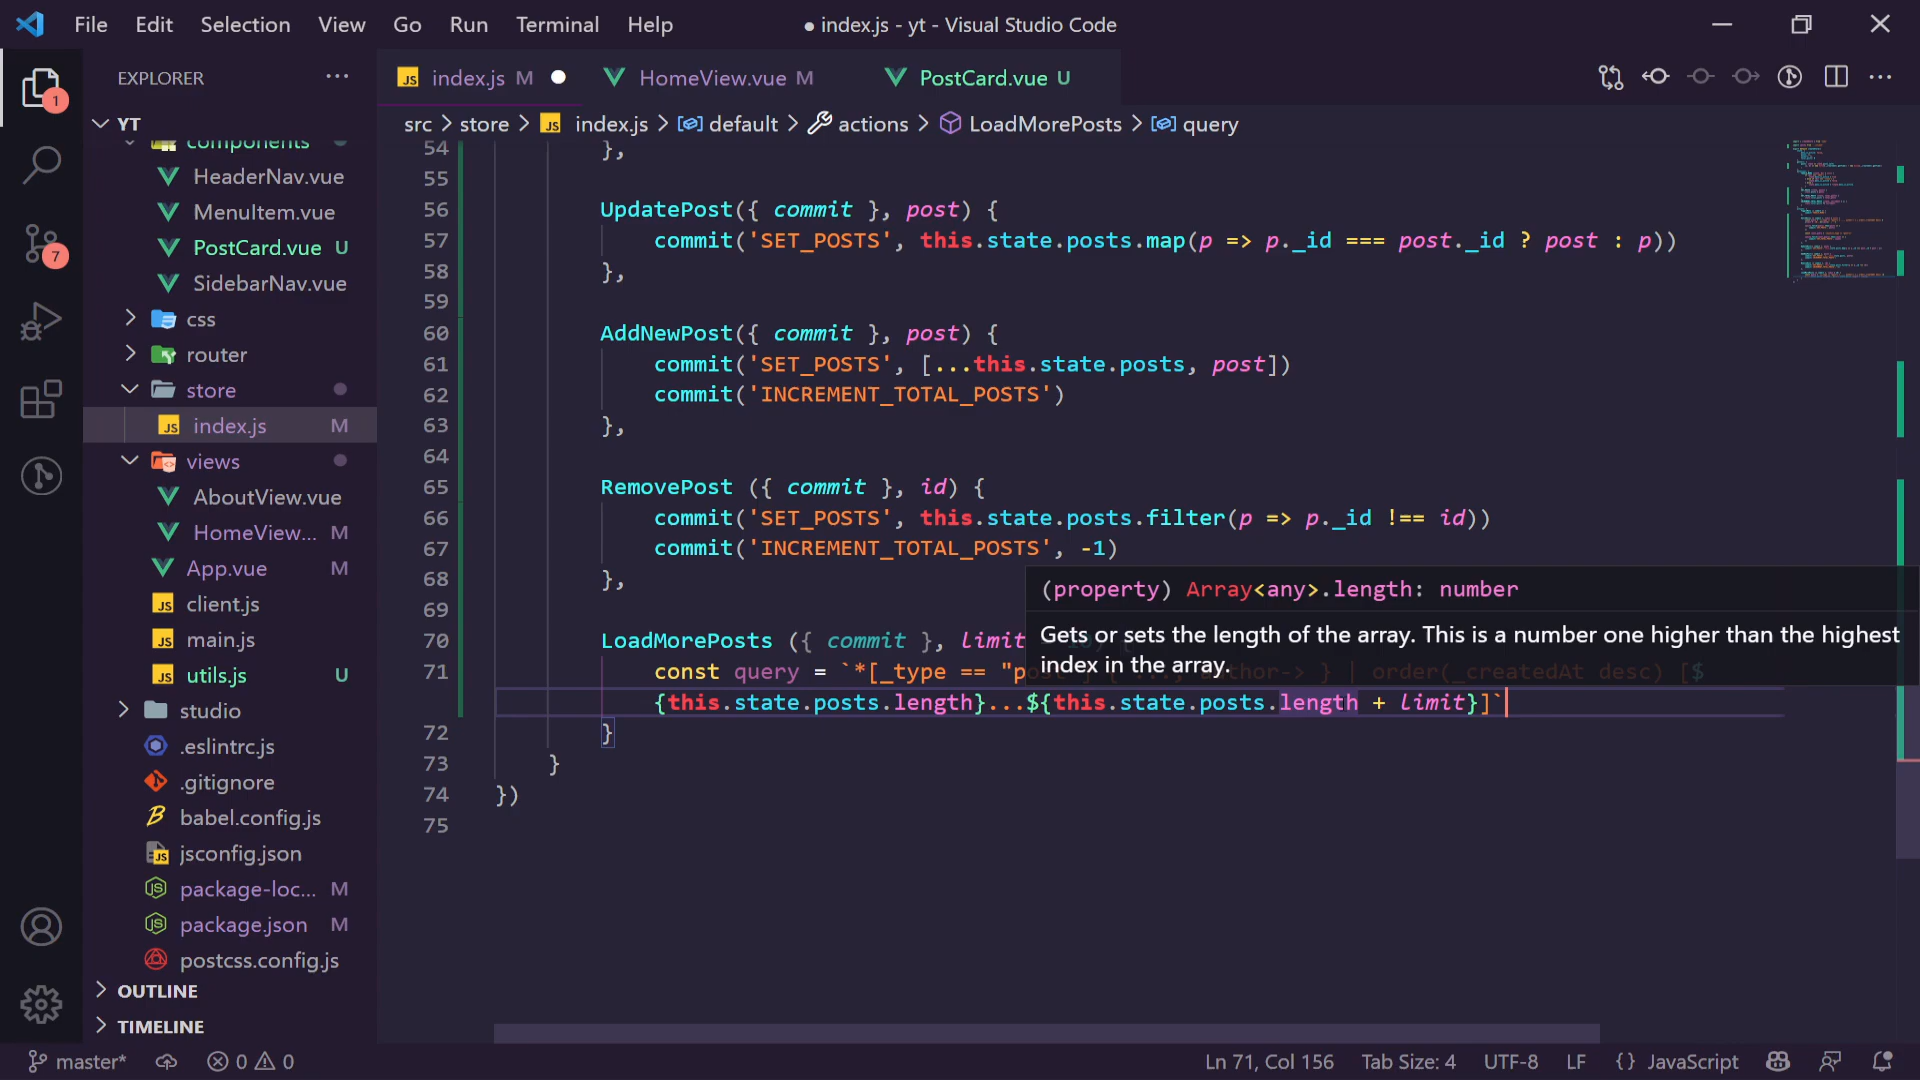 File Edit Selection View Go Run Terminal Help
● index.js - yt - Visual Studio Code
EXPLORER
index.js M
HomeView.vue M
PostCard.vue U
src > store > index.js > default > actions > LoadMorePosts > query
1
7
YT
components
HeaderNav.vue
MenuItem.vue
PostCard.vue U
SidebarNav.vue
css
router
store
index.js M
views
AboutView.vue
HomeView... M
App.vue M
client.js
main.js
utils.js U
studio
.eslintrc.js
.gitignore
babel.config.js
jsconfig.json
package-loc... M
package.json M
postcss.config.js
OUTLINE
TIMELINE
54 },
55
56 UpdatePost({ commit }, post) {
57 commit('SET_POSTS', this.state.posts.map(p => p._id === post._id ? post : p))
58 },
59
60 AddNewPost({ commit }, post) {
61 commit('SET_POSTS', [...this.state.posts, post])
62 commit('INCREMENT_TOTAL_POSTS')
63 },
64
65 RemovePost ({ commit }, id) {
66 commit('SET_POSTS', this.state.posts.filter(p => p._id !== id))
67 commit('INCREMENT_TOTAL_POSTS', -1)
68 },
69
(property) Array<any>.length: number
Gets or sets the length of the array. This is a number one higher than the highest
index in the array.
70 LoadMorePosts ({ commit }, limit
71 const query = `*[_type == "post"] { ..., author-> } | order(_createdAt desc) [$
{this.state.posts.length}...${this.state.posts.length + limit}]`
72 }
73 }
74 })
75
master* 0 0
Ln 71, Col 156 Tab Size: 4 UTF-8 LF {} JavaScript